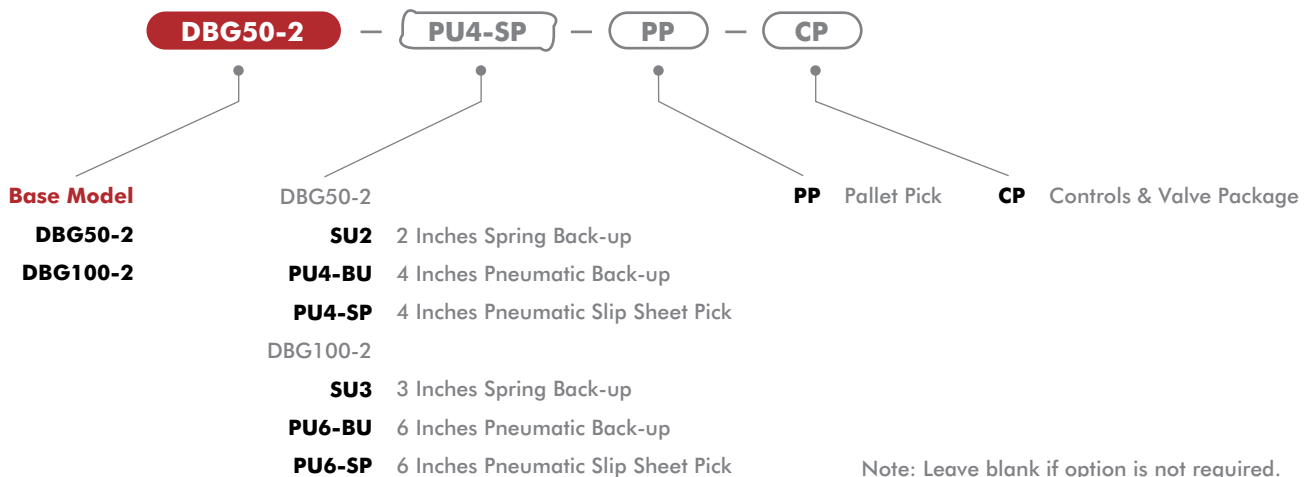 DBG50-2 – PU4-SP – PP – CP
Base Model
DBG50-2
DBG100-2
DBG50-2
SU2 2 Inches Spring Back-up
PU4-BU 4 Inches Pneumatic Back-up
PU4-SP 4 Inches Pneumatic Slip Sheet Pick
DBG100-2
SU3 3 Inches Spring Back-up
PU6-BU 6 Inches Pneumatic Back-up
PU6-SP 6 Inches Pneumatic Slip Sheet Pick
PP Pallet Pick
CP Controls & Valve Package
Note: Leave blank if option is not required.